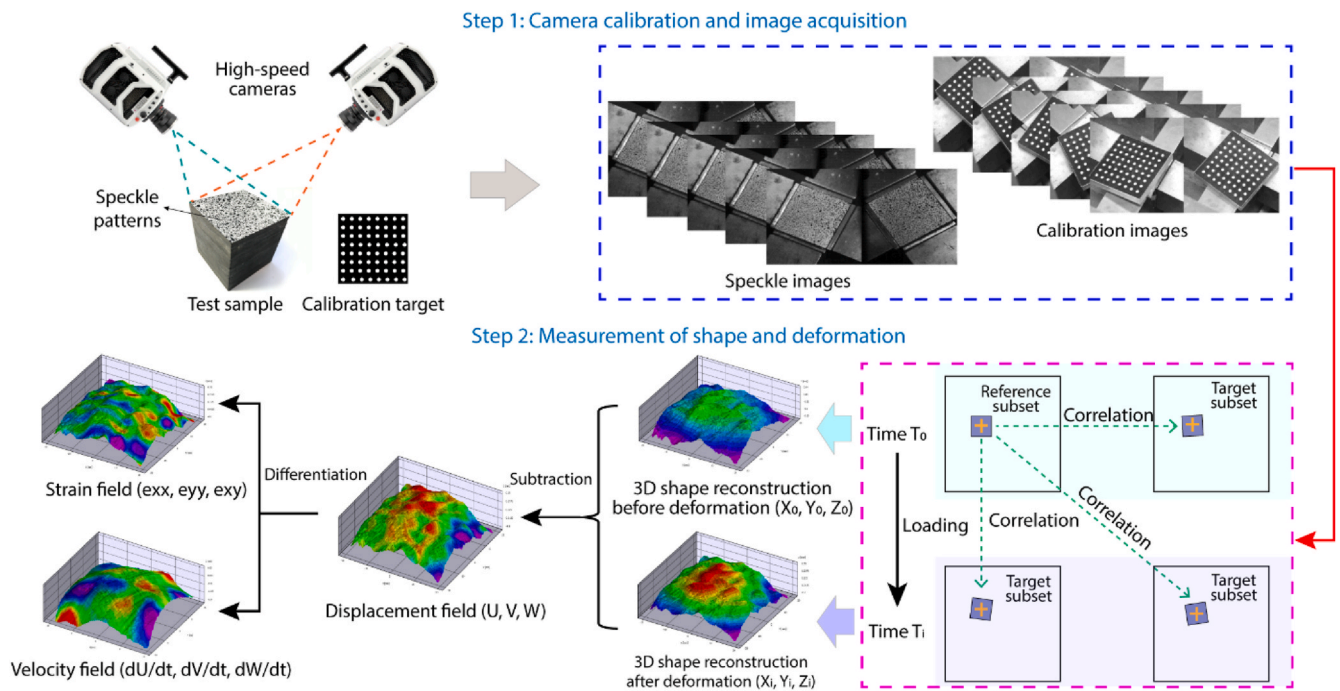 Step 1: Camera calibration and image acquisition
High-speed
cameras
Speckle
patterns
Test sample
Calibration target
Speckle images
Calibration images
Step 2: Measurement of shape and deformation
Strain field (exx, eyy, exy)
Velocity field (dU/dt, dV/dt, dW/dt)
Differentiation
Displacement field (U, V, W)
Subtraction
3D shape reconstruction
before deformation (X₀, Y₀, Z₀)
3D shape reconstruction
after deformation (Xᵢ, Yᵢ, Zᵢ)
Time T₀
Loading
Time Tᵢ
Reference
subset
Correlation
Target
subset
Correlation
Correlation
Target
subset
Target
subset